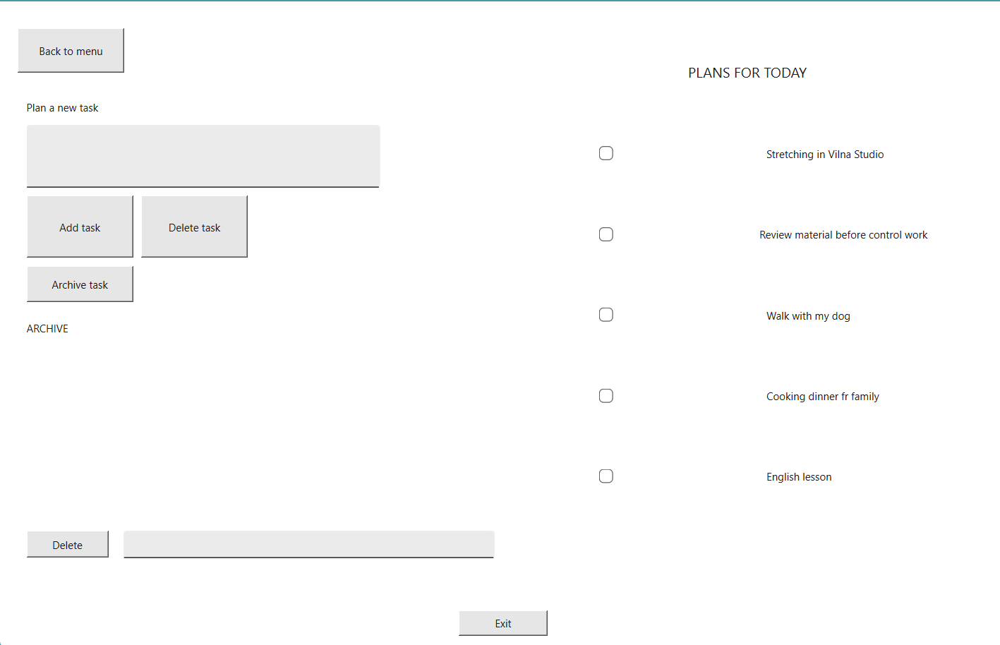 Back to menu
PLANS FOR TODAY
Plan a new task
Stretching in Vilna Studio
Add task
Delete task
Review material before control work
Archive task
Walk with my dog
ARCHIVE
Cooking dinner fr family
English lesson
Delete
Exit